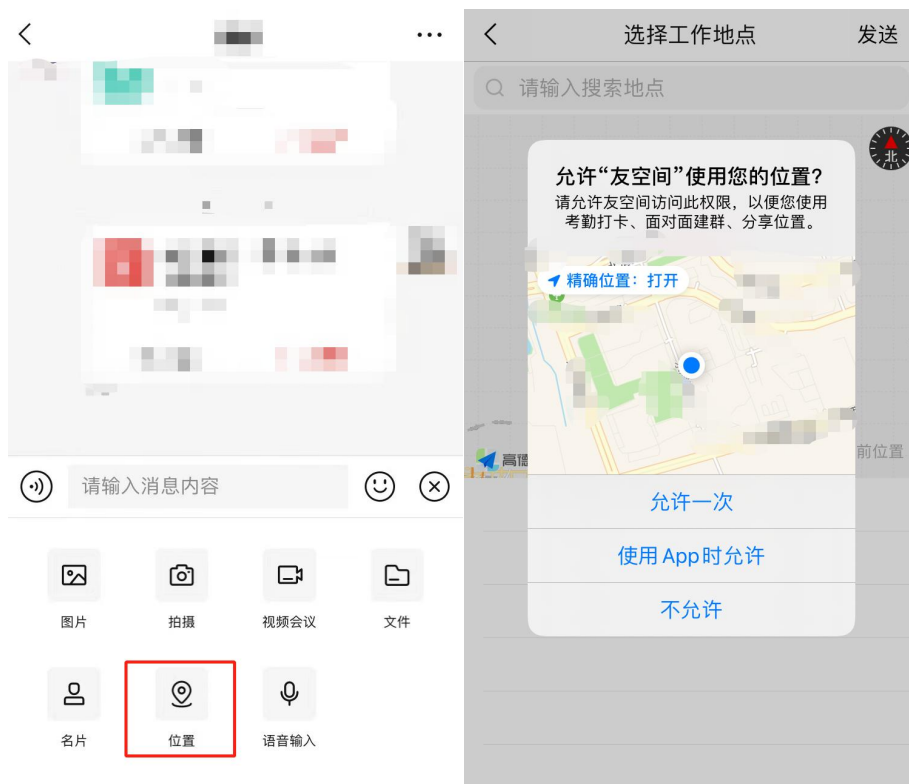 请输入消息内容
图片
拍摄
视频会议
文件
名片
位置
语音输入
选择工作地点
发送
请输入搜索地点
北
允许“友空间”使用您的位置?
请允许友空间访问此权限，以便您使用
考勤打卡、面对面建群、分享位置。
精确位置：打开
高德
前位置
允许一次
使用App时允许
不允许